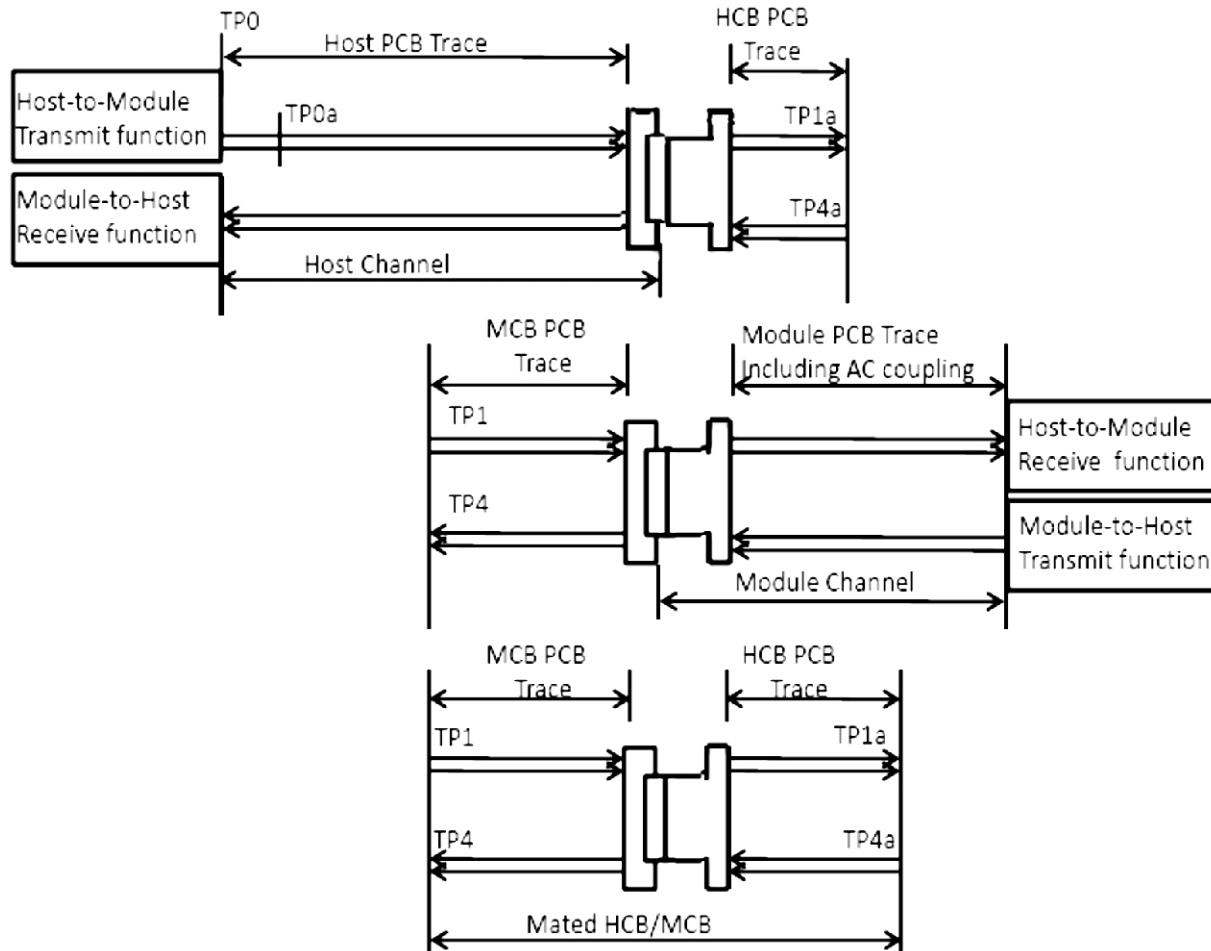 TP0
Host PCB Trace
HCB PCB
Trace
Host-to-Module
Transmit function
TP0a
TP1a
Module-to-Host
Receive function
TP4a
Host Channel
MCB PCB
Trace
Module PCB Trace
Including AC coupling
TP1
Host-to-Module
Receive function
TP4
Module-to-Host
Transmit function
Module Channel
MCB PCB
Trace
HCB PCB
Trace
TP1
TP1a
TP4
TP4a
Mated HCB/MCB